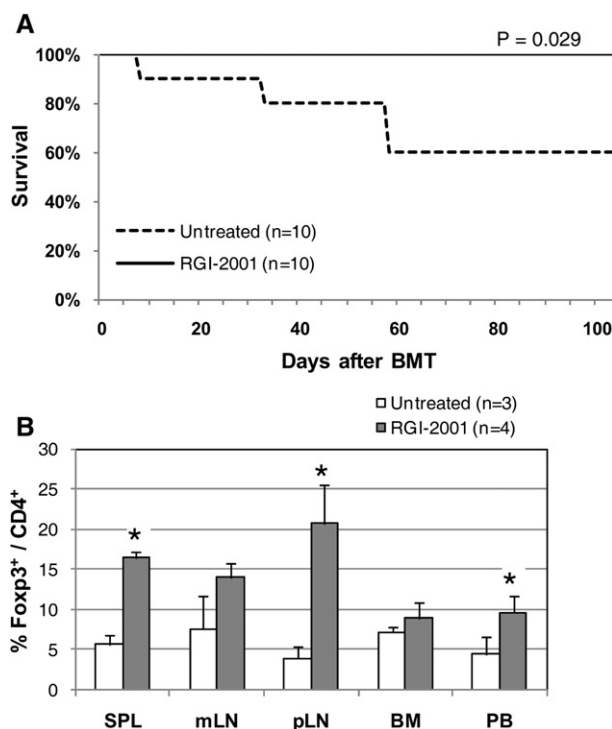 A
P = 0.029
100%
80%
60%
40%
20%
0%
Survival
Untreated (n=10)
RGI-2001 (n=10)
0 20 40 60 80 100
Days after BMT
Untreated (n=3)
RGI-2001 (n=4)
B
% Foxp3⁺ / CD4⁺
30
25
20
15
10
5
0
* * *
SPL mLN pLN BM PB